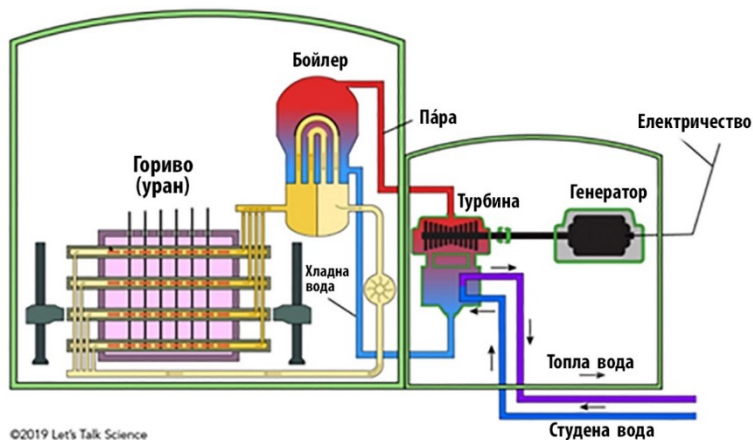 Бойлер
Па́ра
Електричество
Гориво
(уран)
Турбина
Генератор
Хладна
вода
Топла вода
Студена вода
©2019 Let's Talk Science